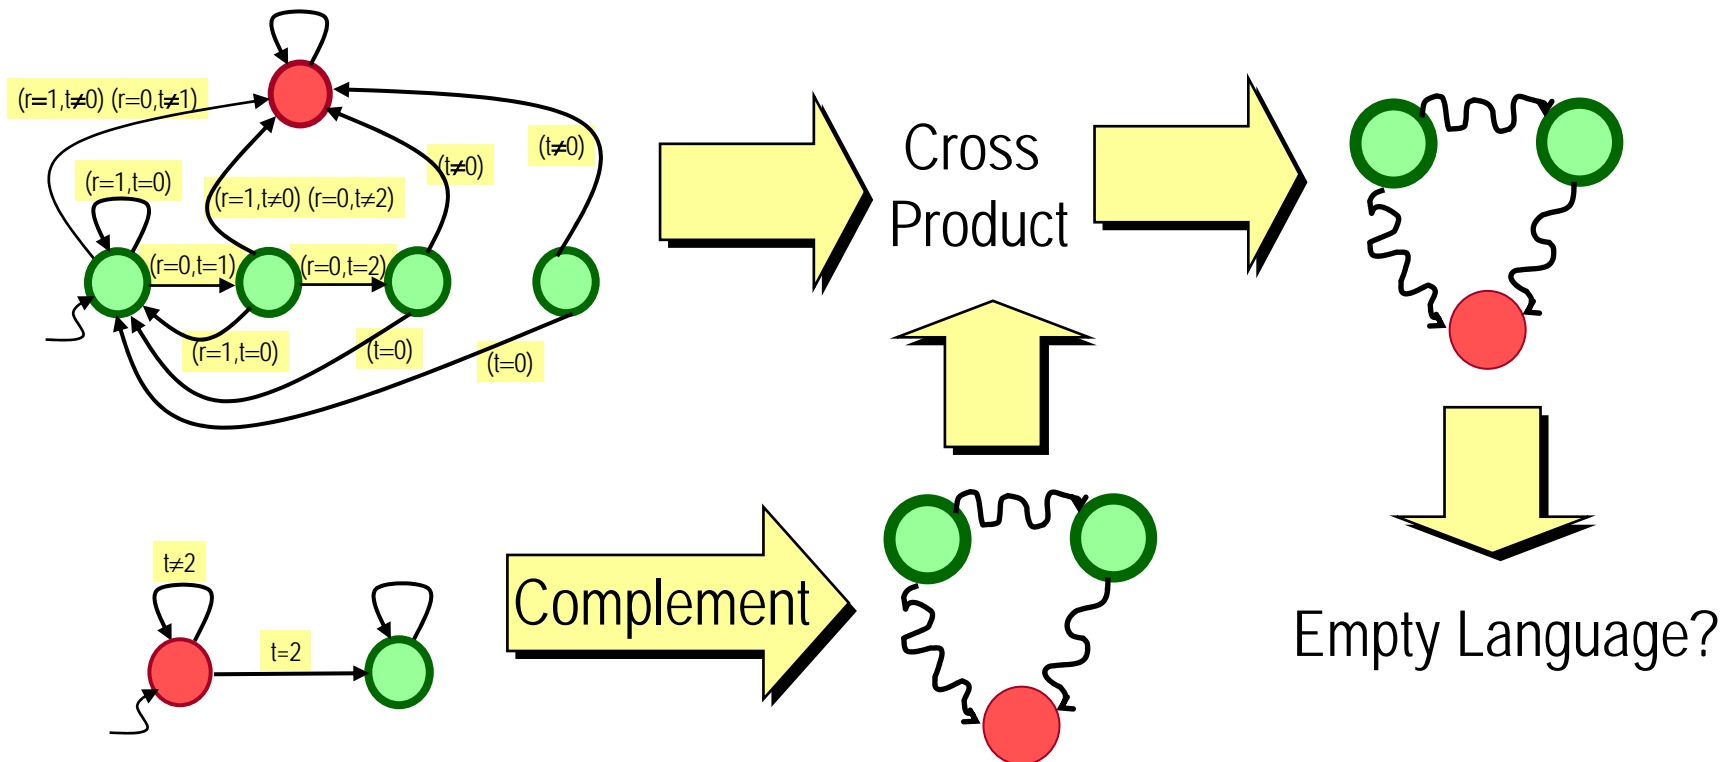 (r=1,t≠0) (r=0,t≠1)
(r=1,t=0)
(r=1,t≠0) (r=0,t≠2)
(t≠0)
(t≠0)
(r=0,t=1)
(r=0,t=2)
(r=1,t=0)
(t=0)
(t=0)
Cross
Product
t≠2
t=2
Complement
Empty Language?